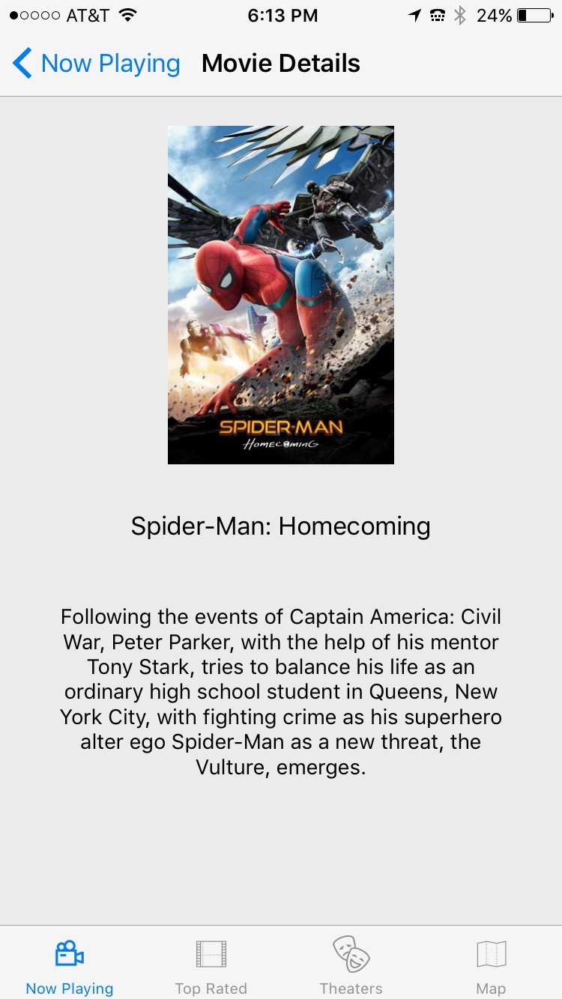 AT&T 6:13 PM 24%
Now Playing Movie Details
SPIDER-MAN
HOMECOMING
Spider-Man: Homecoming
Following the events of Captain America: Civil
War, Peter Parker, with the help of his mentor
Tony Stark, tries to balance his life as an
ordinary high school student in Queens, New
York City, with fighting crime as his superhero
alter ego Spider-Man as a new threat, the
Vulture, emerges.
Now Playing Top Rated Theaters Map